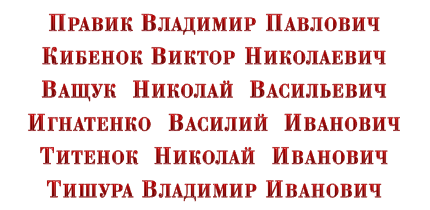 Правик Владимир Павлович
Кибенок Виктор Николаевич
Ващук Николай Васильевич
Игнатенко Василий Иванович
Титенок Николай Иванович
Тишура Владимир Иванович